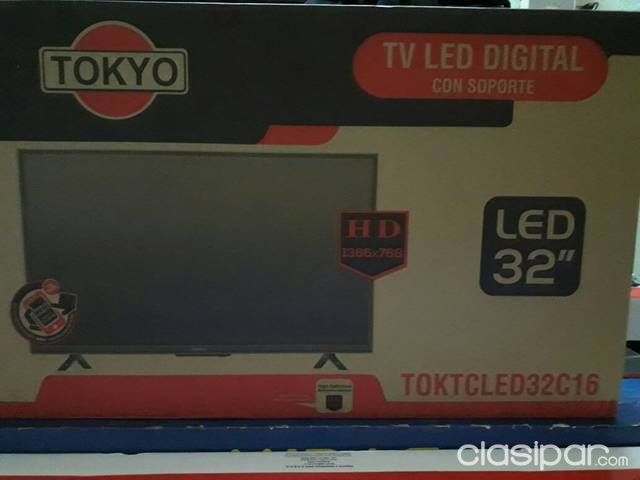 TOKYO
TV LED DIGITAL
CON SOPORTE
HD
1366x768
LED
32"
TOKTCLED32C16
clasipar.com